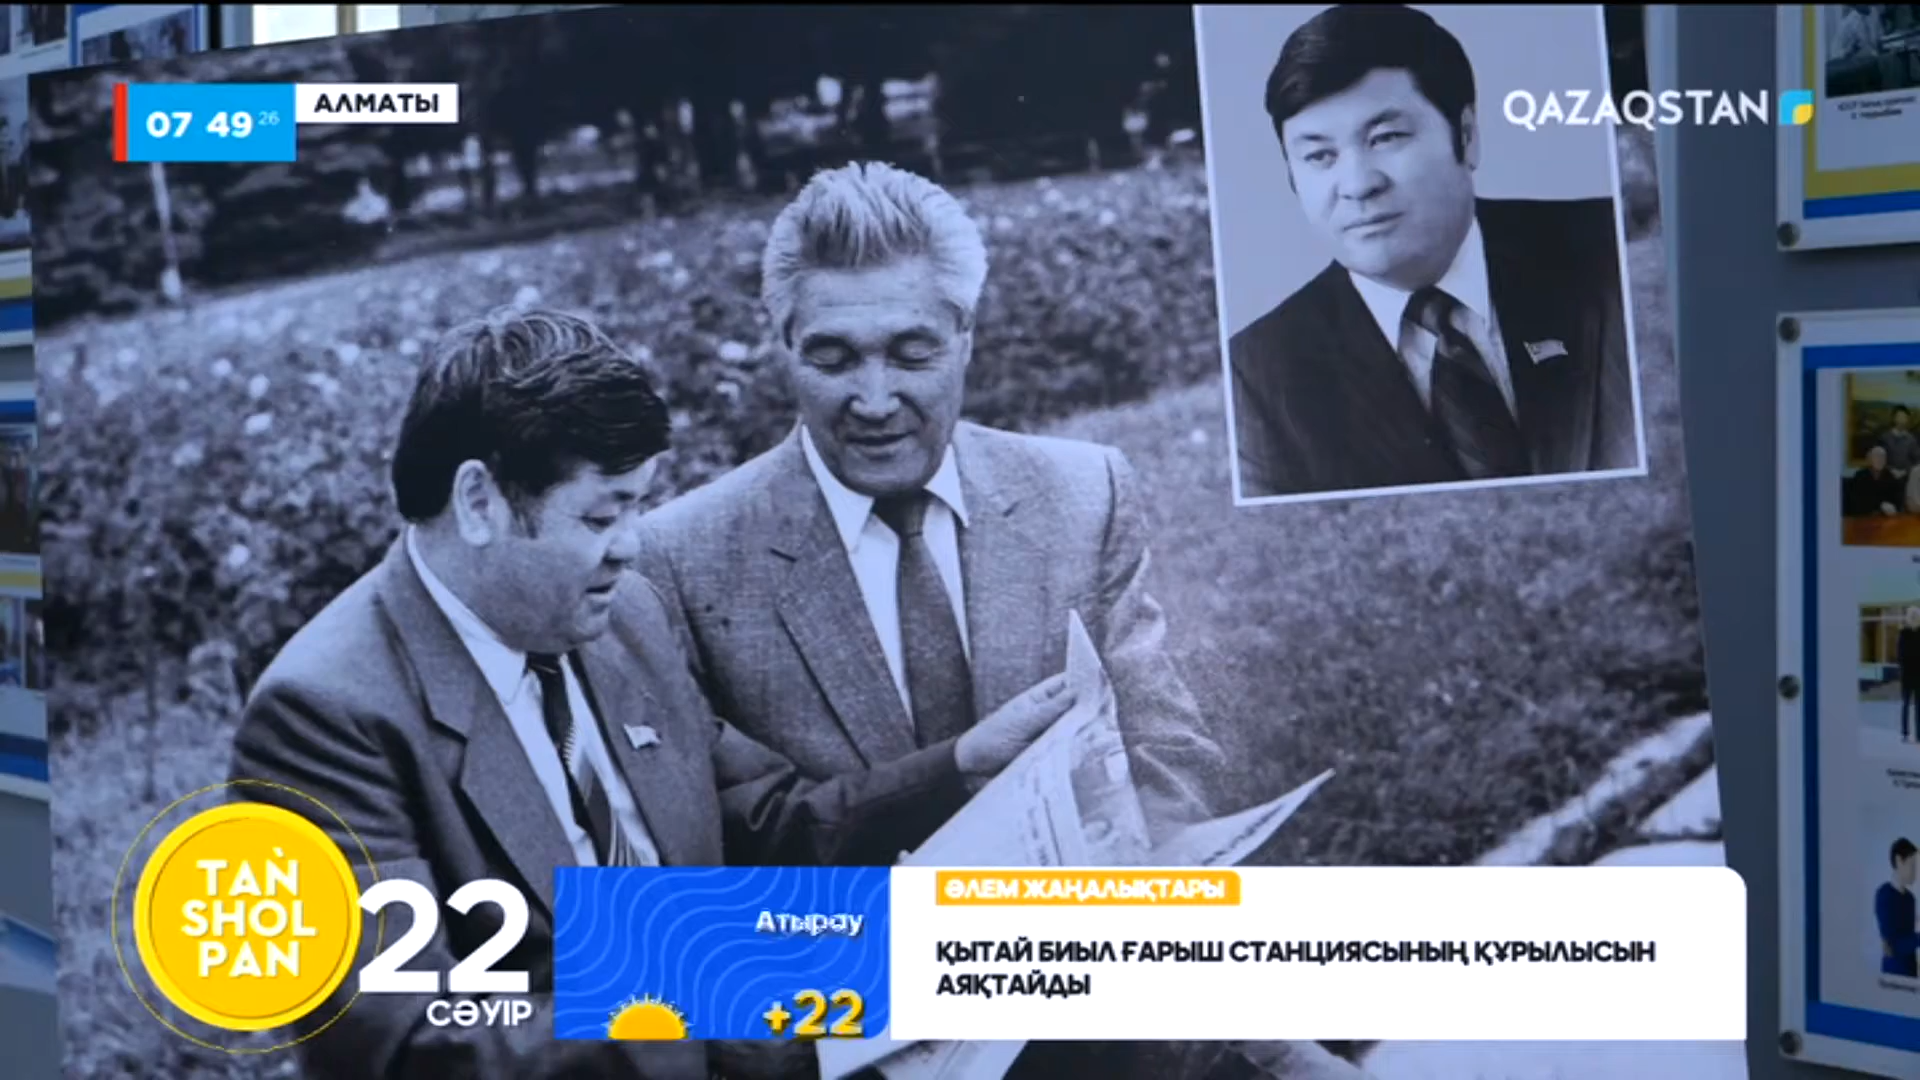 07 49 26
АЛМАТЫ
QAZAQSTAN
TAŃ
SHOL
PAN
22
СӘУІР
Атырау
+22
ӘЛЕМ ЖАҢАЛЫҚТАРЫ
ҚЫТАЙ БИЫЛ ҒАРЫШ СТАНЦИЯСЫНЫҢ ҚҰРЫЛЫСЫН
АЯҚТАЙДЫ